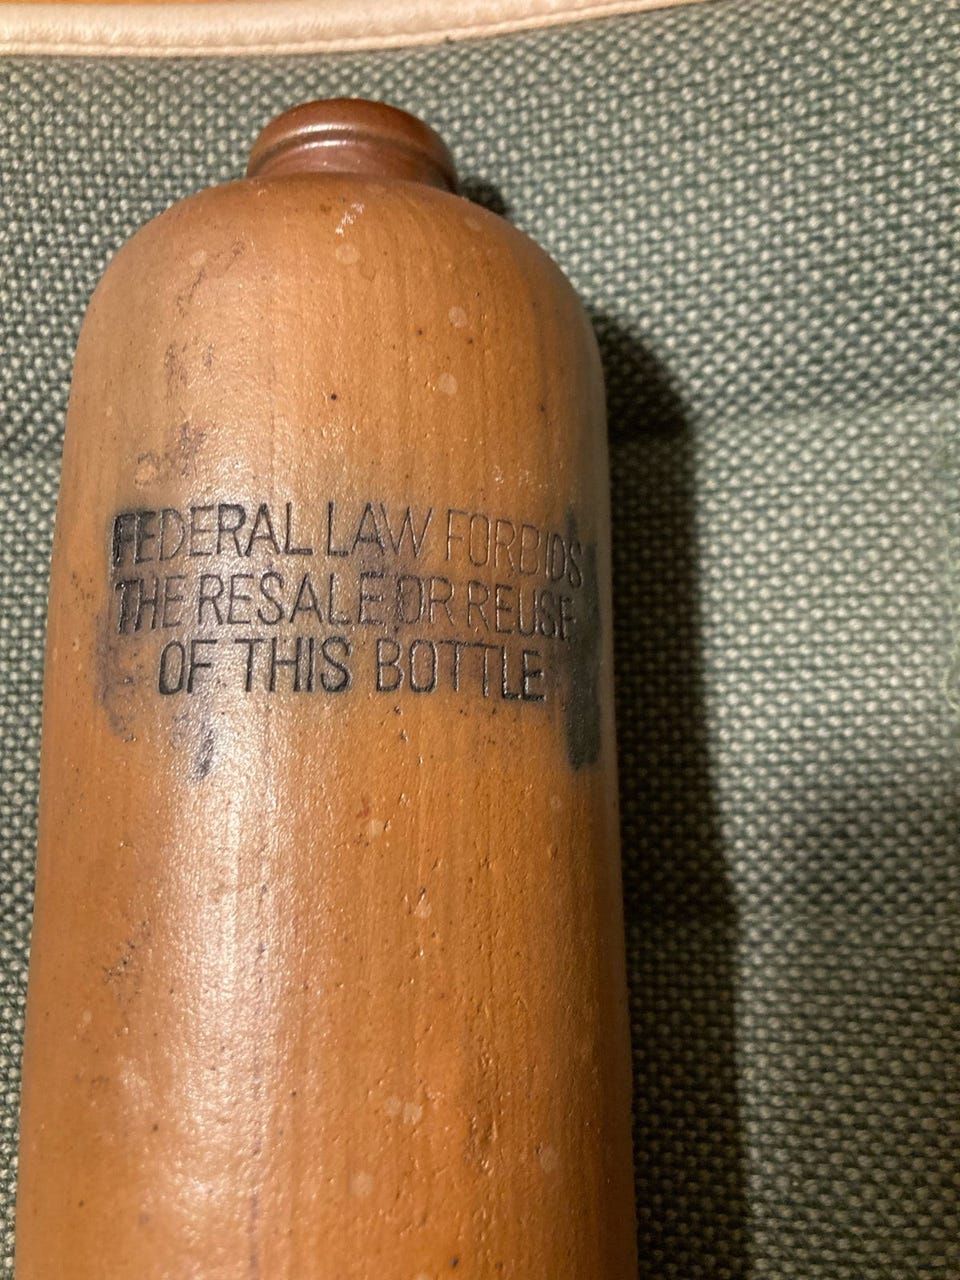 FEDERAL LAW FORBIDS
THE RESALE OR REUSE
OF THIS BOTTLE